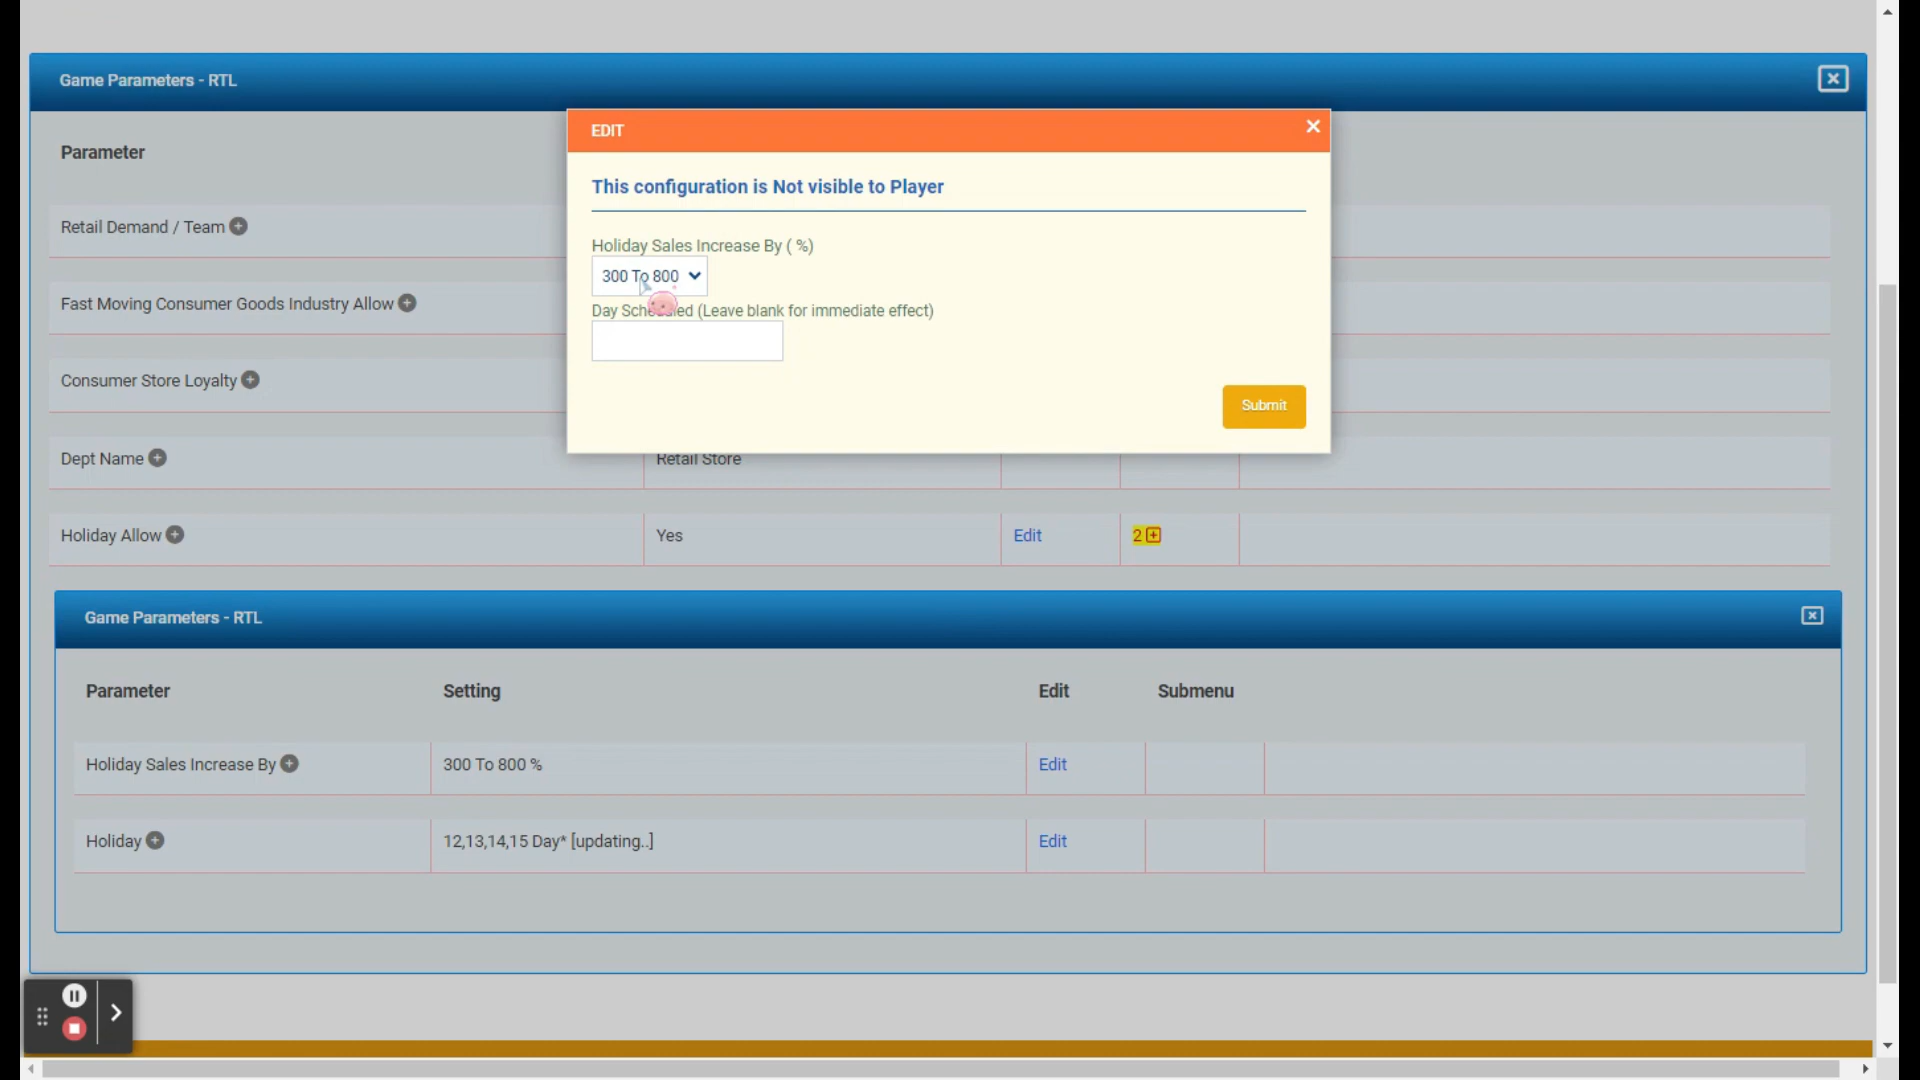 Game Parameters - RTL
EDIT
Parameter
This configuration is Not visible to Player
Retail Demand / Team
Holiday Sales Increase By ( %)
300 To 800
Fast Moving Consumer Goods Industry Allow
Day Scheduled (Leave blank for immediate effect)
Consumer Store Loyalty
Submit
Dept Name Retail Store
Holiday Allow Yes Edit 2
Game Parameters - RTL
Parameter Setting Edit Submenu
Holiday Sales Increase By 300 To 800 % Edit
Holiday 12,13,14,15 Day* [updating..] Edit